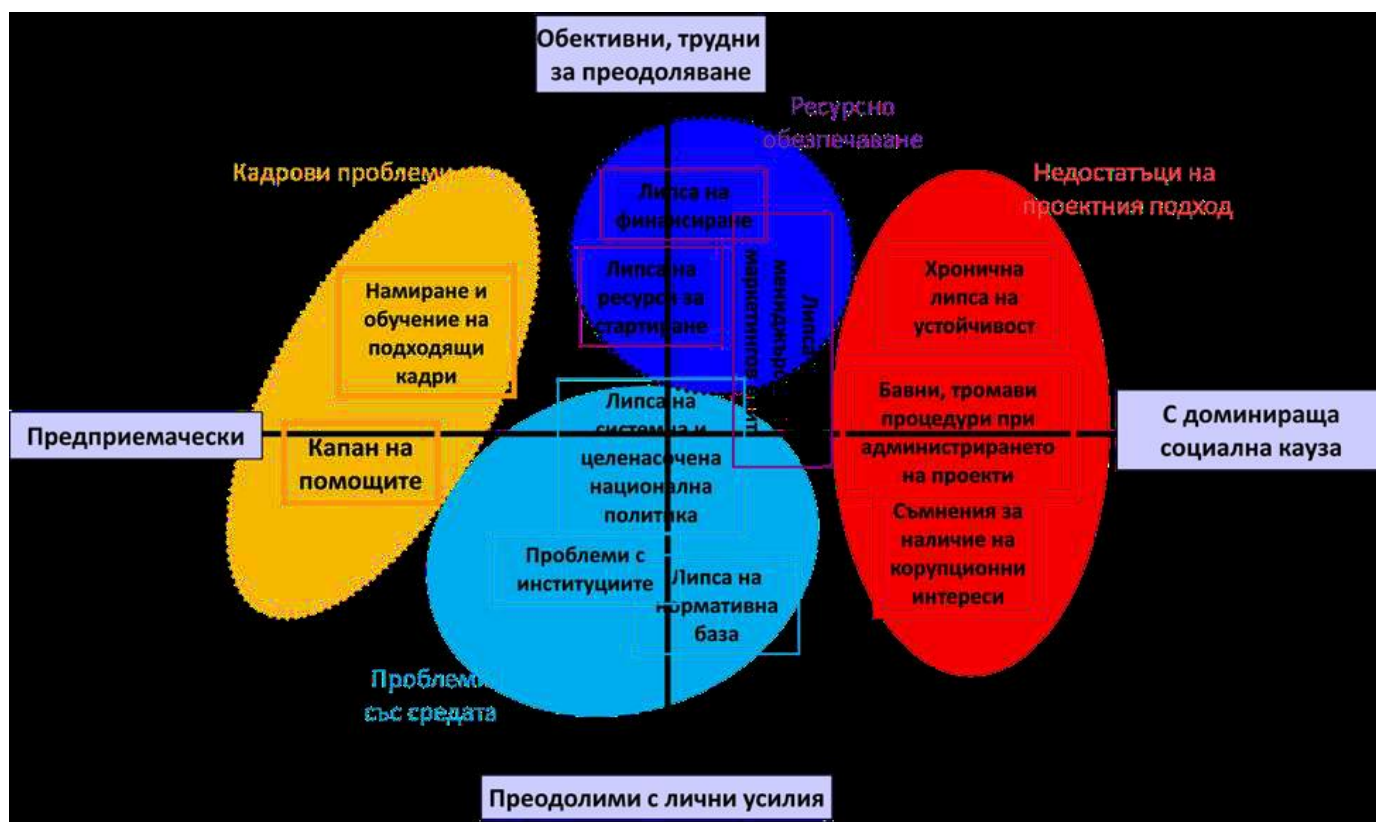 Обективни, трудни
за преодоляване
Ресурсно
обезпечаване
Кадрови проблеми
Недостатъци на
проектния подход
Липса на
финансиране
Липса на
ресурси за
стартиране
Липса
маркетингов
Намиране и
обучение на
подходящи
кадри
Хронична
липса на
устойчивост
Предприемачески
Капан на
помощите
Липса на
системна и
целенасочена
национална
политика
Бавни, тромави
процедури при
администрирането
на проекти
С доминираща
социална кауза
Съмнения за
наличие на
корупционни
интереси
Проблеми с
институциите
Липса на
нормативна
база
Проблеми
със средата
Преодолими с лични усилия